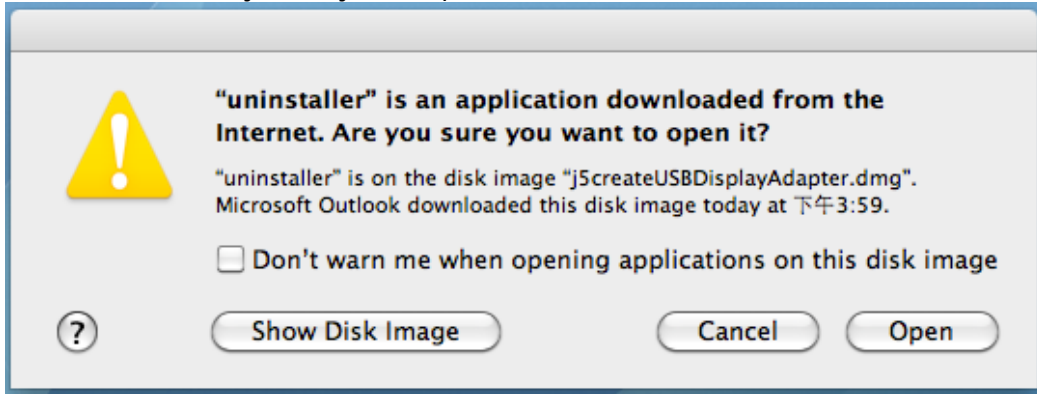 “uninstaller” is an application downloaded from the
Internet. Are you sure you want to open it?
“uninstaller” is on the disk image “j5createUSBDisplayAdapter.dmg”.
Microsoft Outlook downloaded this disk image today at 下午3:59.
Don’t warn me when opening applications on this disk image
?
Show Disk Image
Cancel
Open